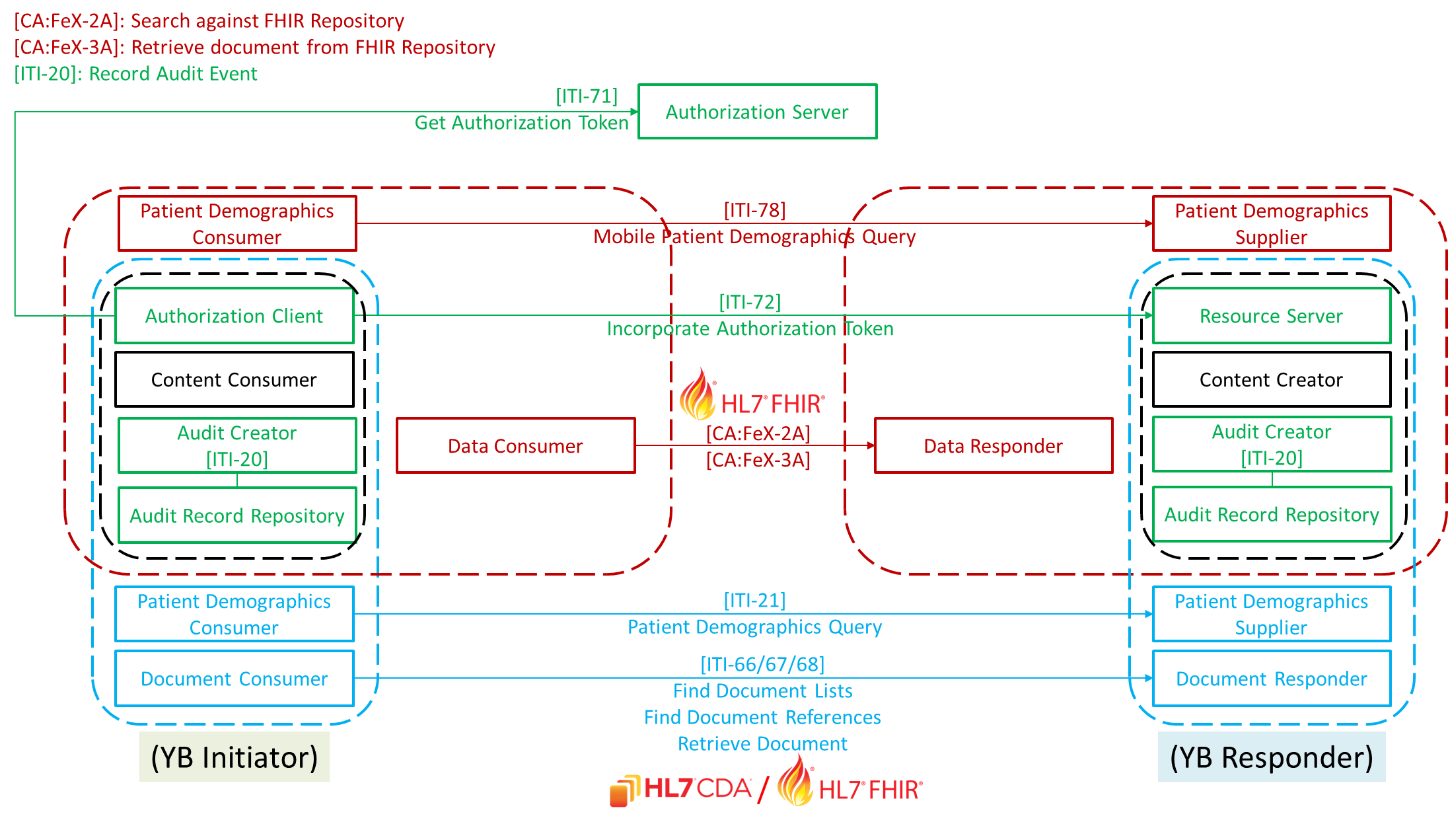 [CA:FeX-2A]: Search against FHIR Repository
[CA:FeX-3A]: Retrieve document from FHIR Repository
[ITI-20]: Record Audit Event
[ITI-71]
Get Authorization Token
Authorization Server
Patient Demographics
Consumer
[ITI-78]
Mobile Patient Demographics Query
Patient Demographics
Supplier
Authorization Client
[ITI-72]
Incorporate Authorization Token
Resource Server
Content Consumer
Content Creator
HL7® FHIR®
Audit Creator
[ITI-20]
Data Consumer
[CA:FeX-2A]
[CA:FeX-3A]
Data Responder
Audit Creator
[ITI-20]
Audit Record Repository
Audit Record Repository
Patient Demographics
Consumer
[ITI-21]
Patient Demographics Query
Patient Demographics
Supplier
Document Consumer
[ITI-66/67/68]
Find Document Lists
Find Document References
Retrieve Document
Document Responder
(YB Initiator)
(YB Responder)
HL7® CDA® / HL7® FHIR®